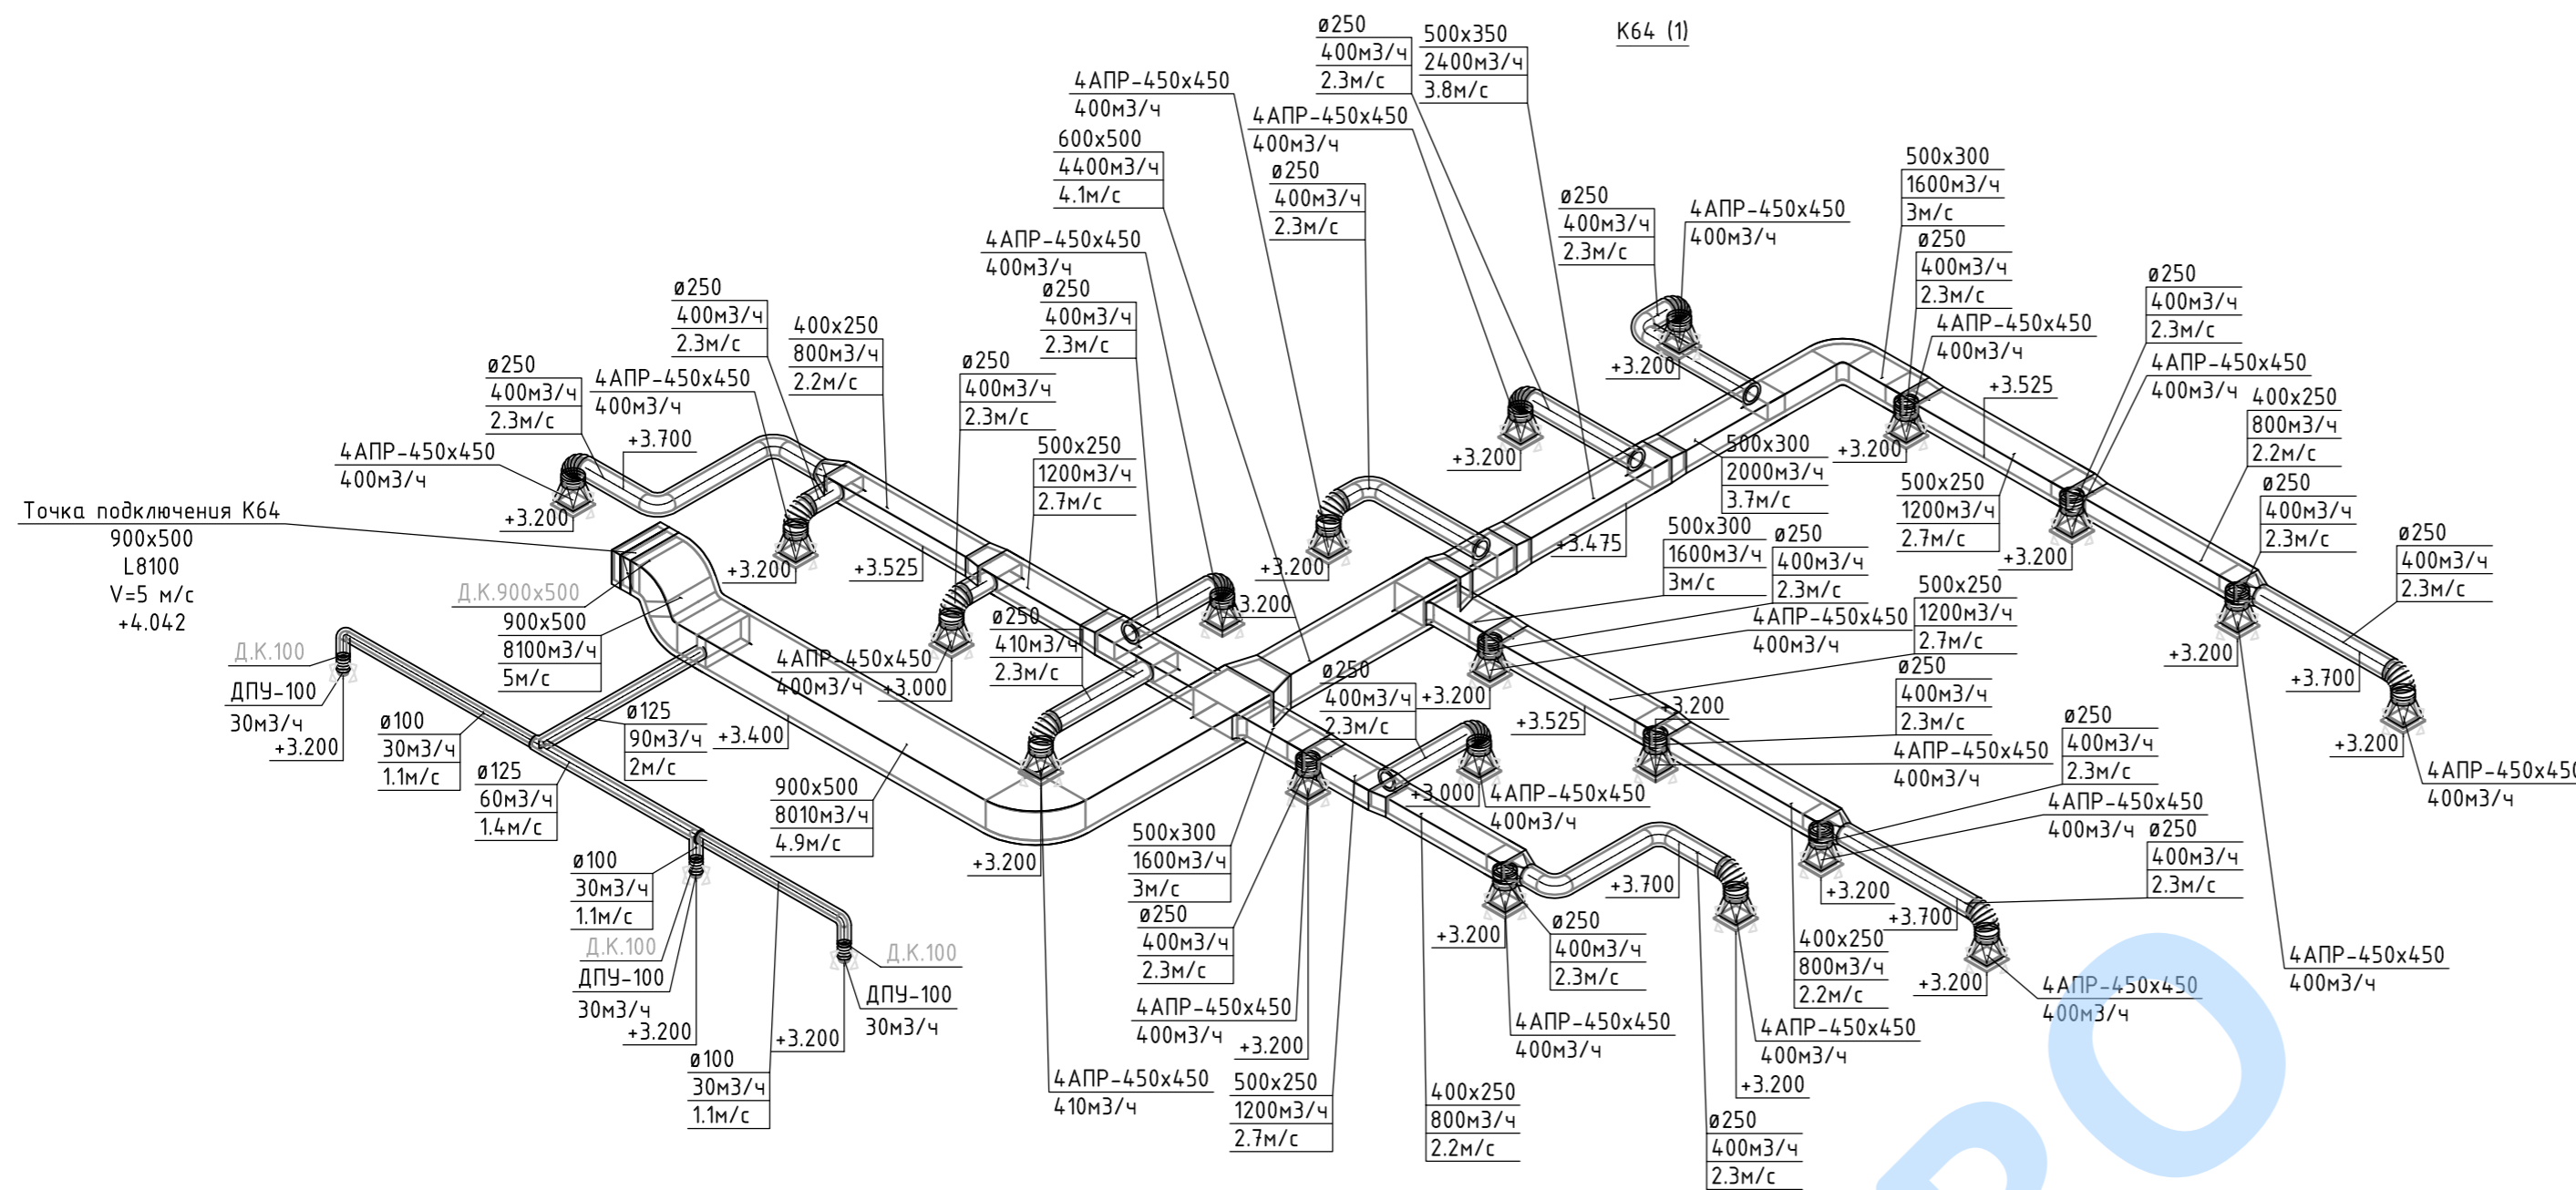 К64 (1)
ø250
400м3/ч
2.3м/с
500x350
2400м3/ч
3.8м/с
4АПР-450x450
400м3/ч
4АПР-450x450
400м3/ч
600x500
4400м3/ч
4.1м/с
ø250
400м3/ч
2.3м/с
500x300
1600м3/ч
3м/с
ø250
400м3/ч
2.3м/с
4АПР-450x450
400м3/ч
ø250
400м3/ч
2.3м/с
4АПР-450x450
400м3/ч
ø250
400м3/ч
2.3м/с
ø250
400м3/ч
2.3м/с
400x250
800м3/ч
2.2м/с
ø250
400м3/ч
2.3м/с
4АПР-450x450
400м3/ч
4АПР-450x450
400м3/ч
400x250
800м3/ч
2.2м/с
ø250
400м3/ч
2.3м/с
4АПР-450x450
400м3/ч
ø250
400м3/ч
2.3м/с
+3.200
+3.525
+3.200
+3.700
4АПР-450x450
400м3/ч
500x250
1200м3/ч
2.7м/с
+3.200
500x300
2000м3/ч
3.7м/с
500x250
1200м3/ч
2.7м/с
ø250
400м3/ч
2.3м/с
Точка подключения К64
900x500
L8100
V=5 м/с
+4.042
+3.200
+3.200
+3.525
+3.200
+3.475
500x300
1600м3/ч
3м/с
ø250
400м3/ч
2.3м/с
+3.200
ø250
400м3/ч
2.3м/с
Д.К.900x500
900x500
8100м3/ч
5м/с
+3.200
ø250
410м3/ч
2.3м/с
4АПР-450x450
400м3/ч
500x250
1200м3/ч
2.7м/с
+3.200
+3.700
Д.К.100
ДПУ-100
30м3/ч
+3.200
4АПР-450x450
400м3/ч
+3.000
ø250
400м3/ч
2.3м/с
+3.200
+3.525
+3.200
ø250
400м3/ч
2.3м/с
ø100
30м3/ч
1.1м/с
ø125
90м3/ч
2м/с
+3.400
ø250
400м3/ч
2.3м/с
4АПР-450x450
400м3/ч
+3.200
4АПР-450x450
400м3/ч
ø125
60м3/ч
1.4м/с
900x500
8010м3/ч
4.9м/с
+3.000
4АПР-450x450
400м3/ч
4АПР-450x450
400м3/ч
ø250
400м3/ч
2.3м/с
ø100
30м3/ч
1.1м/с
+3.200
500x300
1600м3/ч
3м/с
+3.700
+3.200
+3.700
ø250
400м3/ч
2.3м/с
+3.200
ø250
400м3/ч
2.3м/с
400x250
800м3/ч
2.2м/с
+3.200
4АПР-450x450
400м3/ч
4АПР-450x450
400м3/ч
Д.К.100
ДПУ-100
30м3/ч
+3.200
Д.К.100
ДПУ-100
30м3/ч
+3.200
4АПР-450x450
400м3/ч
+3.200
4АПР-450x450
400м3/ч
4АПР-450x450
400м3/ч
+3.200
ø100
30м3/ч
1.1м/с
4АПР-450x450
410м3/ч
500x250
1200м3/ч
2.7м/с
400x250
800м3/ч
2.2м/с
ø250
400м3/ч
2.3м/с